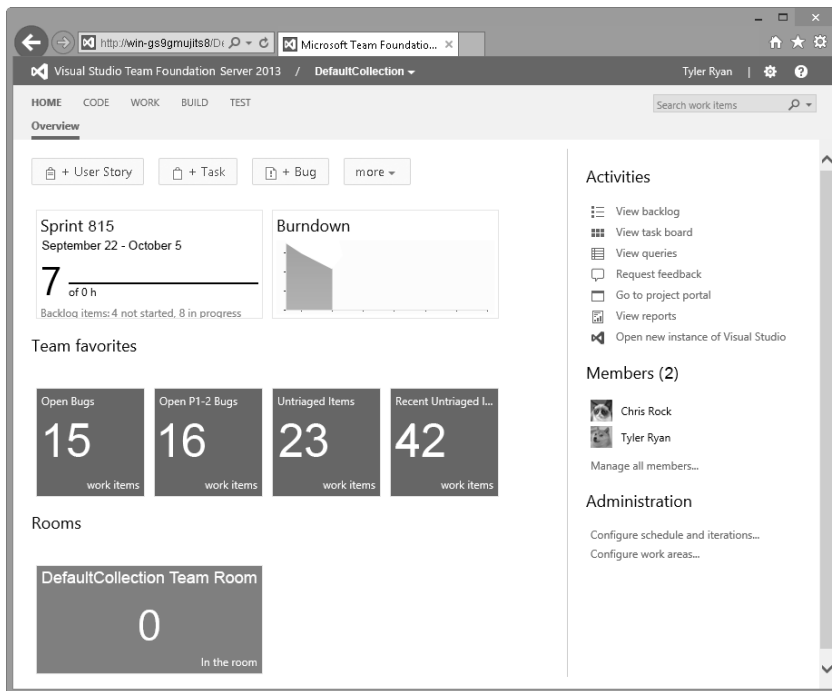 http://win-gs9gmujits8/De
Microsoft Team Foundatio...
Visual Studio Team Foundation Server 2013 / DefaultCollection
Tyler Ryan |
HOME CODE WORK BUILD TEST
Search work items
Overview
+ User Story
+ Task
+ Bug
more
Sprint 815
September 22 - October 5
7
of 0 h
Backlog items: 4 not started, 8 in progress
Burndown
Team favorites
Open Bugs
15
work items
Open P1-2 Bugs
16
work items
Untriaged Items
23
work items
Recent Untriaged I...
42
work items
Rooms
DefaultCollection Team Room
0
In the room
Activities
View backlog
View task board
View queries
Request feedback
Go to project portal
View reports
Open new instance of Visual Studio
Members (2)
Chris Rock
Tyler Ryan
Manage all members...
Administration
Configure schedule and iterations...
Configure work areas...